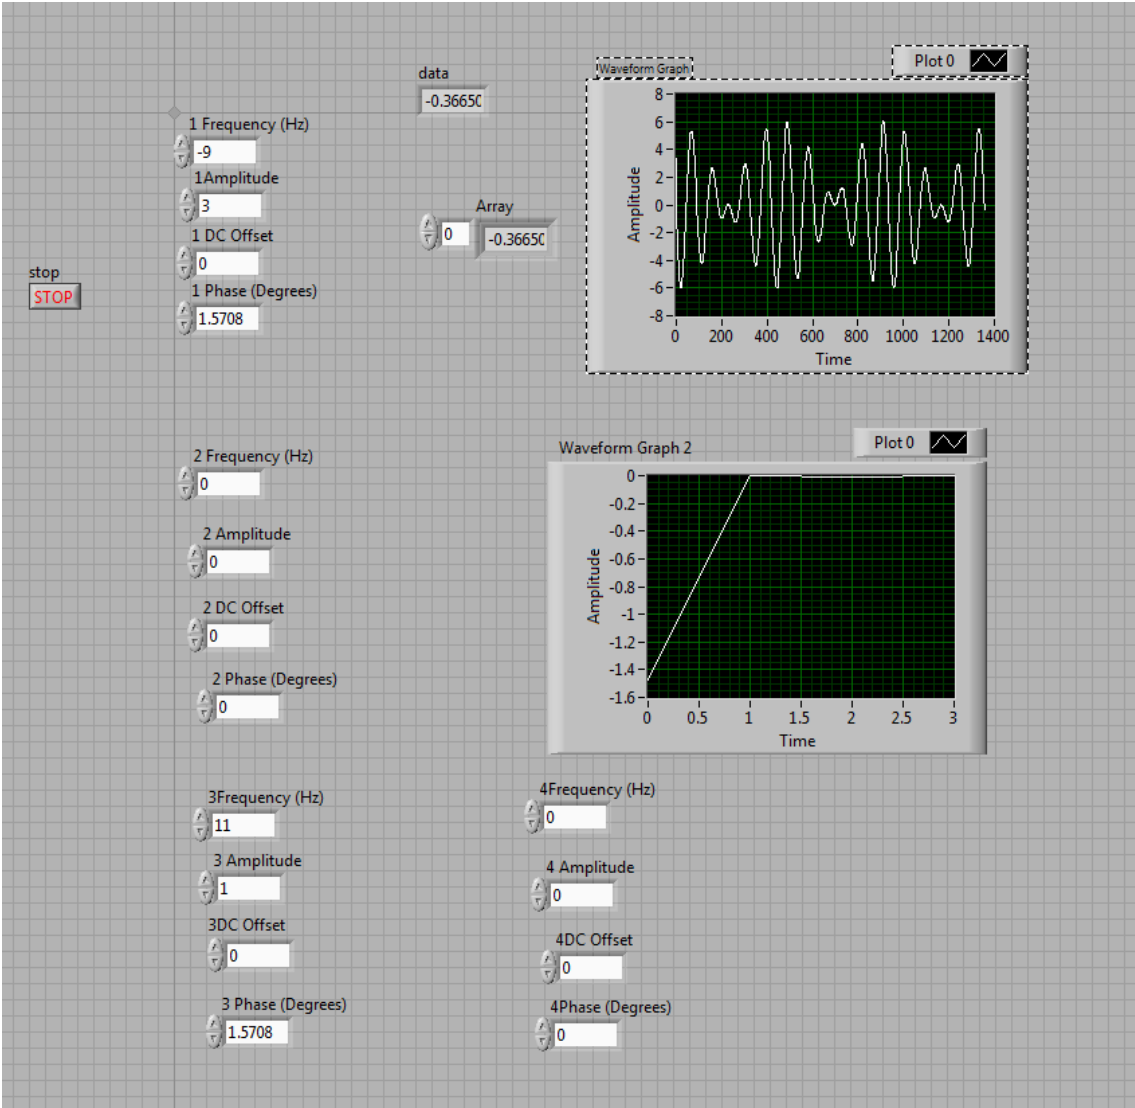 data
-0.36650
1 Frequency (Hz)
-9
1Amplitude
3
1 DC Offset
0
1 Phase (Degrees)
1.5708
stop
STOP
Array
0
-0.36650
Waveform Graph
Plot 0
8
6
4
2
0
-2
-4
-6
-8
Amplitude
0 200 400 600 800 1000 1200 1400
Time
2 Frequency (Hz)
0
2 Amplitude
0
2 DC Offset
0
2 Phase (Degrees)
0
Waveform Graph 2
Plot 0
0
-0.2
-0.4
-0.6
-0.8
-1
-1.2
-1.4
-1.6
Amplitude
0 0.5 1 1.5 2 2.5 3
Time
3Frequency (Hz)
11
3 Amplitude
1
3DC Offset
0
3 Phase (Degrees)
1.5708
4Frequency (Hz)
0
4 Amplitude
0
4DC Offset
0
4Phase (Degrees)
0